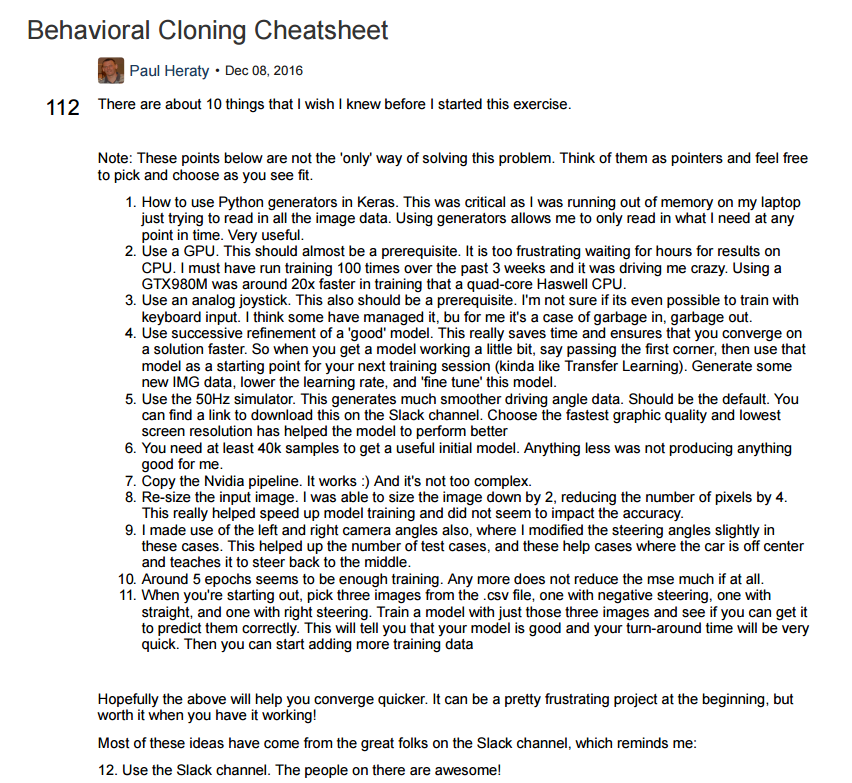 Behavioral Cloning Cheatsheet
Paul Heraty • Dec 08, 2016
112 There are about 10 things that I wish I knew before I started this exercise.
Note: These points below are not the 'only' way of solving this problem. Think of them as pointers and feel free
to pick and choose as you see fit.
1. How to use Python generators in Keras. This was critical as I was running out of memory on my laptop
just trying to read in all the image data. Using generators allows me to only read in what I need at any
point in time. Very useful.
2. Use a GPU. This should almost be a prerequisite. It is too frustrating waiting for hours for results on
CPU. I must have run training 100 times over the past 3 weeks and it was driving me crazy. Using a
GTX980M was around 20x faster in training that a quad-core Haswell CPU.
3. Use an analog joystick. This also should be a prerequisite. I'm not sure if its even possible to train with
keyboard input. I think some have managed it, bu for me it's a case of garbage in, garbage out.
4. Use successive refinement of a 'good' model. This really saves time and ensures that you converge on
a solution faster. So when you get a model working a little bit, say passing the first corner, then use that
model as a starting point for your next training session (kinda like Transfer Learning). Generate some
new IMG data, lower the learning rate, and 'fine tune' this model.
5. Use the 50Hz simulator. This generates much smoother driving angle data. Should be the default. You
can find a link to download this on the Slack channel. Choose the fastest graphic quality and lowest
screen resolution has helped the model to perform better
6. You need at least 40k samples to get a useful initial model. Anything less was not producing anything
good for me.
7. Copy the Nvidia pipeline. It works :) And it's not too complex.
8. Re-size the input image. I was able to size the image down by 2, reducing the number of pixels by 4.
This really helped speed up model training and did not seem to impact the accuracy.
9. I made use of the left and right camera angles also, where I modified the steering angles slightly in
these cases. This helped up the number of test cases, and these help cases where the car is off center
and teaches it to steer back to the middle.
10. Around 5 epochs seems to be enough training. Any more does not reduce the mse much if at all.
11. When you're starting out, pick three images from the .csv file, one with negative steering, one with
straight, and one with right steering. Train a model with just those three images and see if you can get it
to predict them correctly. This will tell you that your model is good and your turn-around time will be very
quick. Then you can start adding more training data
Hopefully the above will help you converge quicker. It can be a pretty frustrating project at the beginning, but
worth it when you have it working!
Most of these ideas have come from the great folks on the Slack channel, which reminds me:
12. Use the Slack channel. The people on there are awesome!